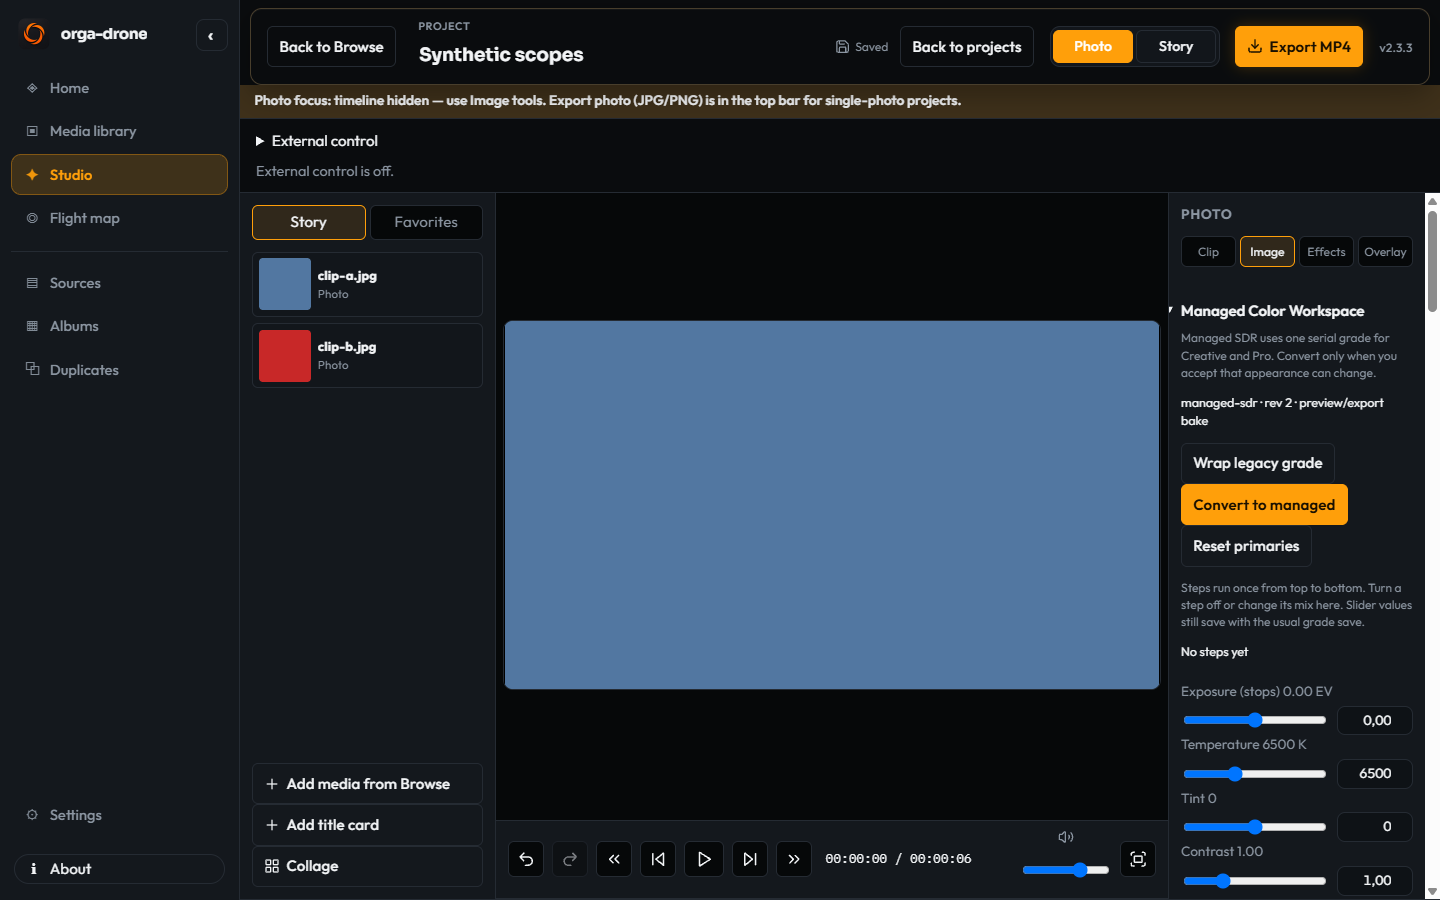 orga-drone
‹
Home
Media library
Studio
Flight map
Sources
Albums
Duplicates
Settings
About
Back to Browse
PROJECT
Synthetic scopes
Saved
Back to projects
Photo
Story
Export MP4
v2.3.3
Photo focus: timeline hidden — use Image tools. Export photo (JPG/PNG) is in the top bar for single-photo projects.
External control
External control is off.
Story
Favorites
clip-a.jpg
Photo
clip-b.jpg
Photo
Add media from Browse
Add title card
Collage
00:00:00 / 00:00:06
PHOTO
Clip
Image
Effects
Overlay
Managed Color Workspace
Managed SDR uses one serial grade for
Creative and Pro. Convert only when you
accept that appearance can change.
managed-sdr · rev 2 · preview/export
bake
Wrap legacy grade
Convert to managed
Reset primaries
Steps run once from top to bottom. Turn a
step off or change its mix here. Slider values
still save with the usual grade save.
No steps yet
Exposure (stops) 0.00 EV
0,00
Temperature 6500 K
6500
Tint 0
0
Contrast 1.00
1,00